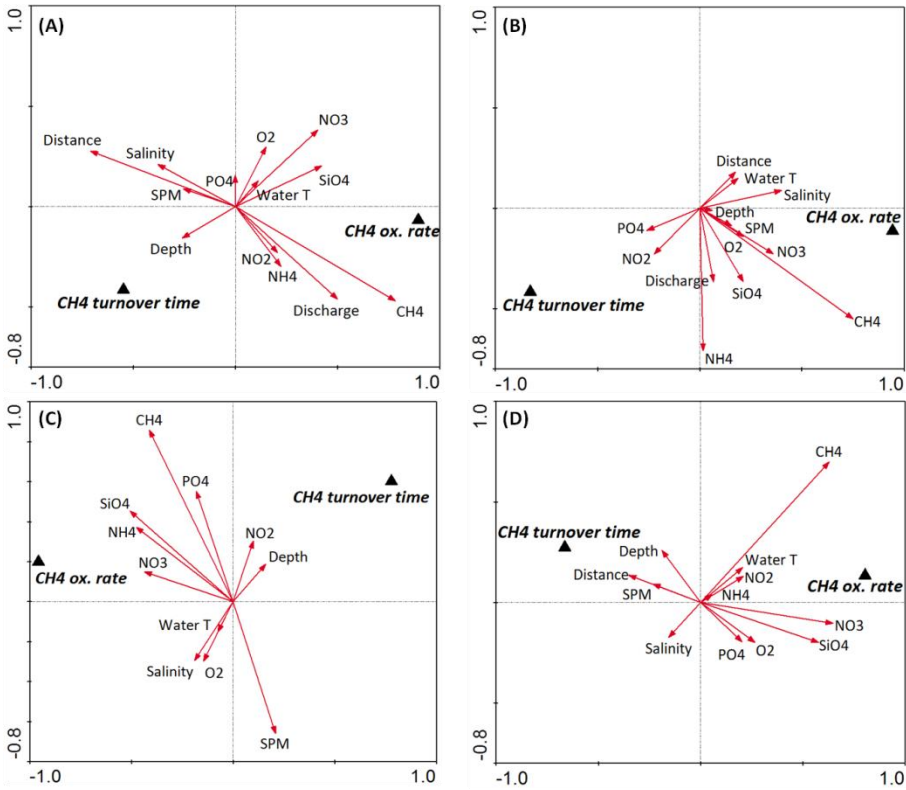 1.0
(A)
NO3
O2
Distance
Salinity
SiO4
PO4
SPM
Water T
CH4 ox. rate
Depth
NO2
NH4
CH4 turnover time
Discharge
CH4
-0.8
-1.0
1.0
1.0
(B)
Distance
Water T
Salinity
Depth
CH4 ox. rate
SPM
PO4
O2
NO3
NO2
Discharge
SiO4
CH4 turnover time
CH4
NH4
-0.8
-1.0
1.0
1.0
(C)
CH4
PO4
CH4 turnover time
SiO4
NH4
NO2
Depth
NO3
CH4 ox. rate
Water T
Salinity
O2
SPM
-0.8
-1.0
1.0
1.0
(D)
CH4
CH4 turnover time
Depth
Water T
Distance
NO2
CH4 ox. rate
SPM
NH4
NO3
Salinity
PO4
O2
SiO4
-0.8
-1.0
1.0